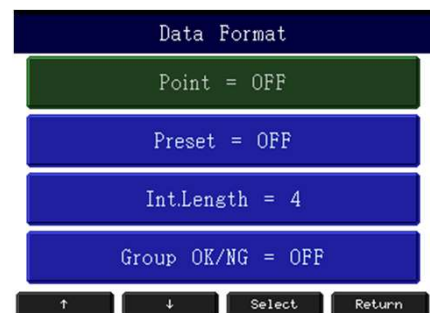 Data Format
Point = OFF
Preset = OFF
Int.Length = 4
Group OK/NG = OFF
↑ ↓ Select Return